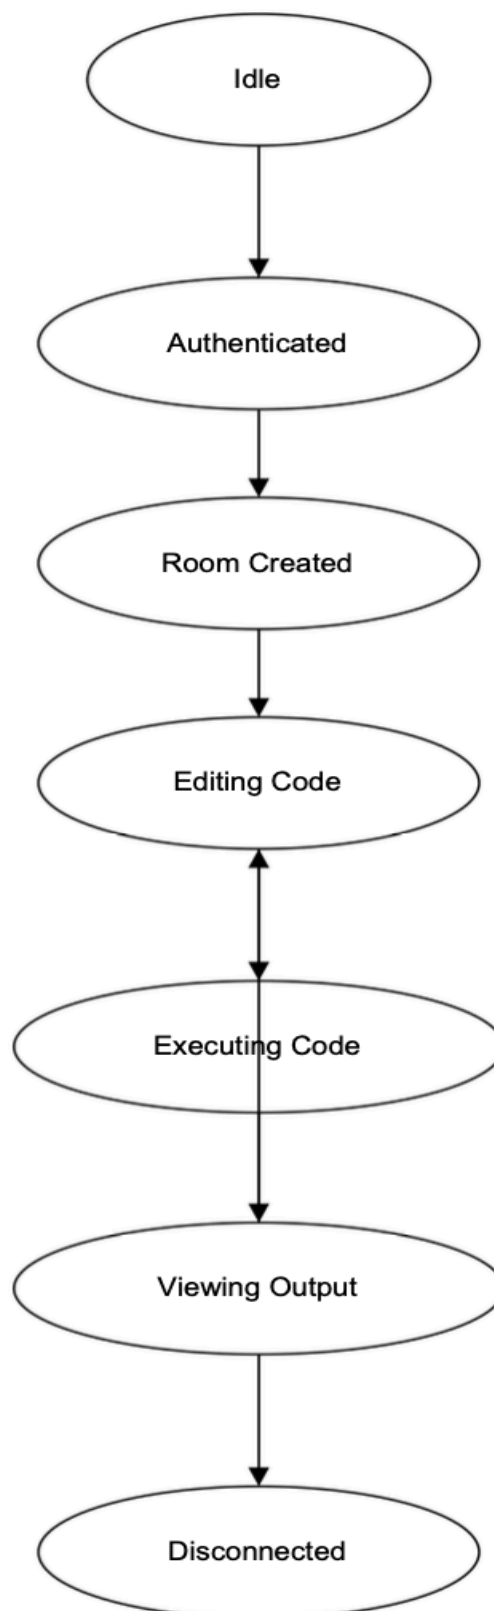 Idle
Authenticated
Room Created
Editing Code
Executing Code
Viewing Output
Disconnected